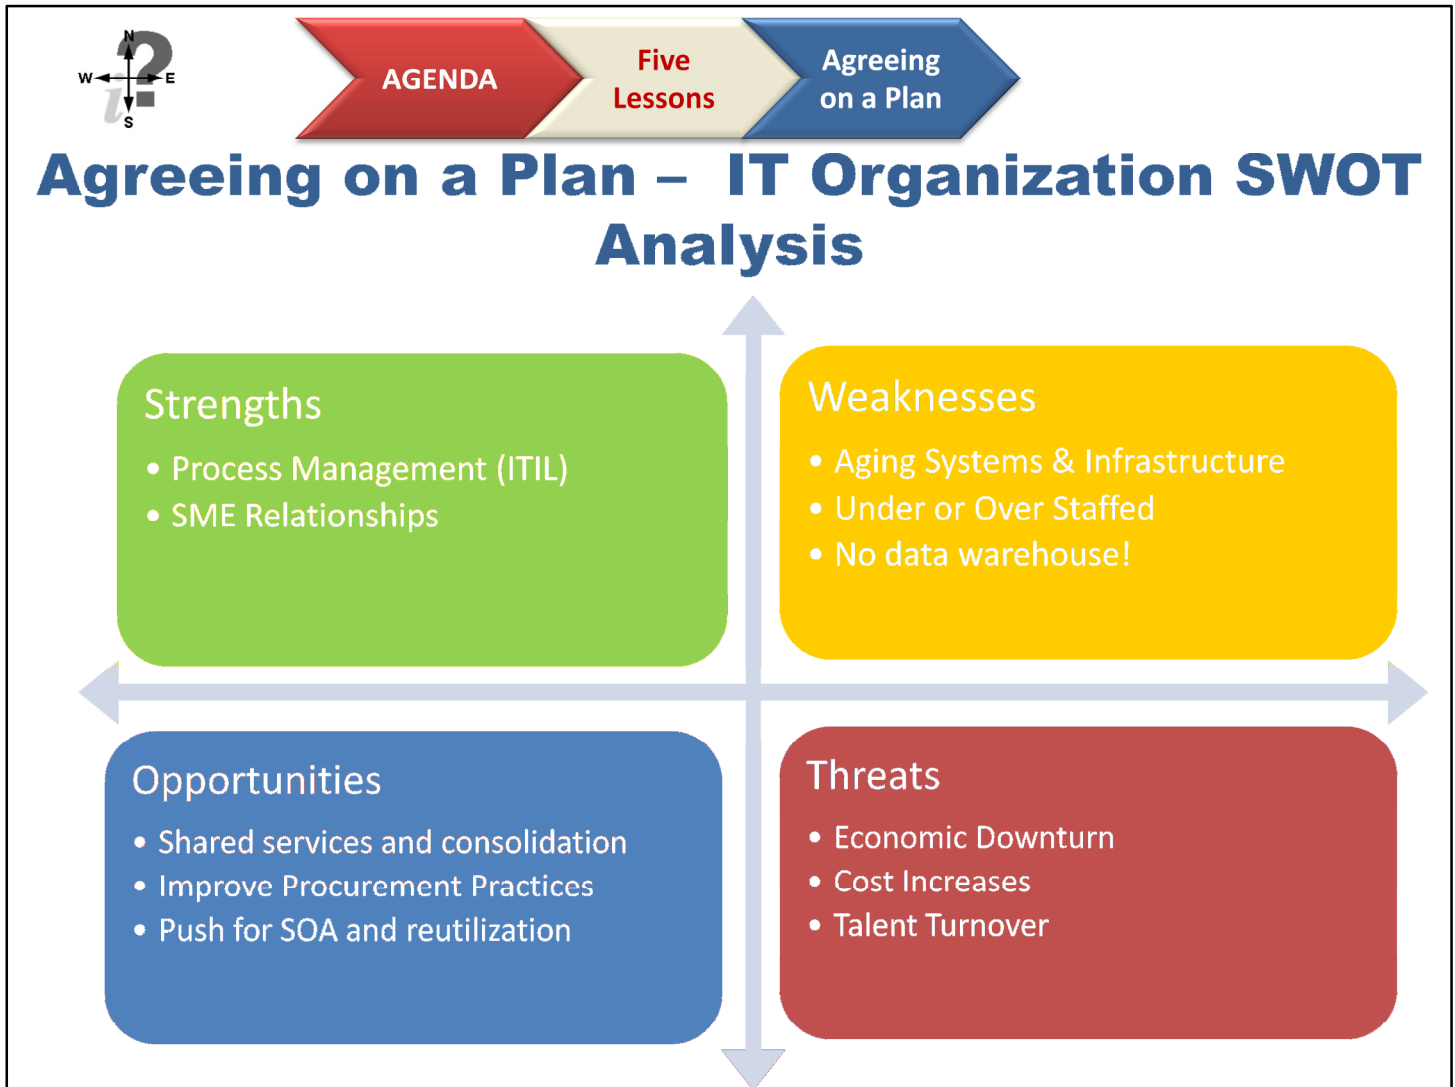 N
W E
S
i?
AGENDA
Five
Lessons
Agreeing
on a Plan
Agreeing on a Plan – IT Organization SWOT
Analysis
Strengths
• Process Management (ITIL)
• SME Relationships
Weaknesses
• Aging Systems & Infrastructure
• Under or Over Staffed
• No data warehouse!
Opportunities
• Shared services and consolidation
• Improve Procurement Practices
• Push for SOA and reutilization
Threats
• Economic Downturn
• Cost Increases
• Talent Turnover